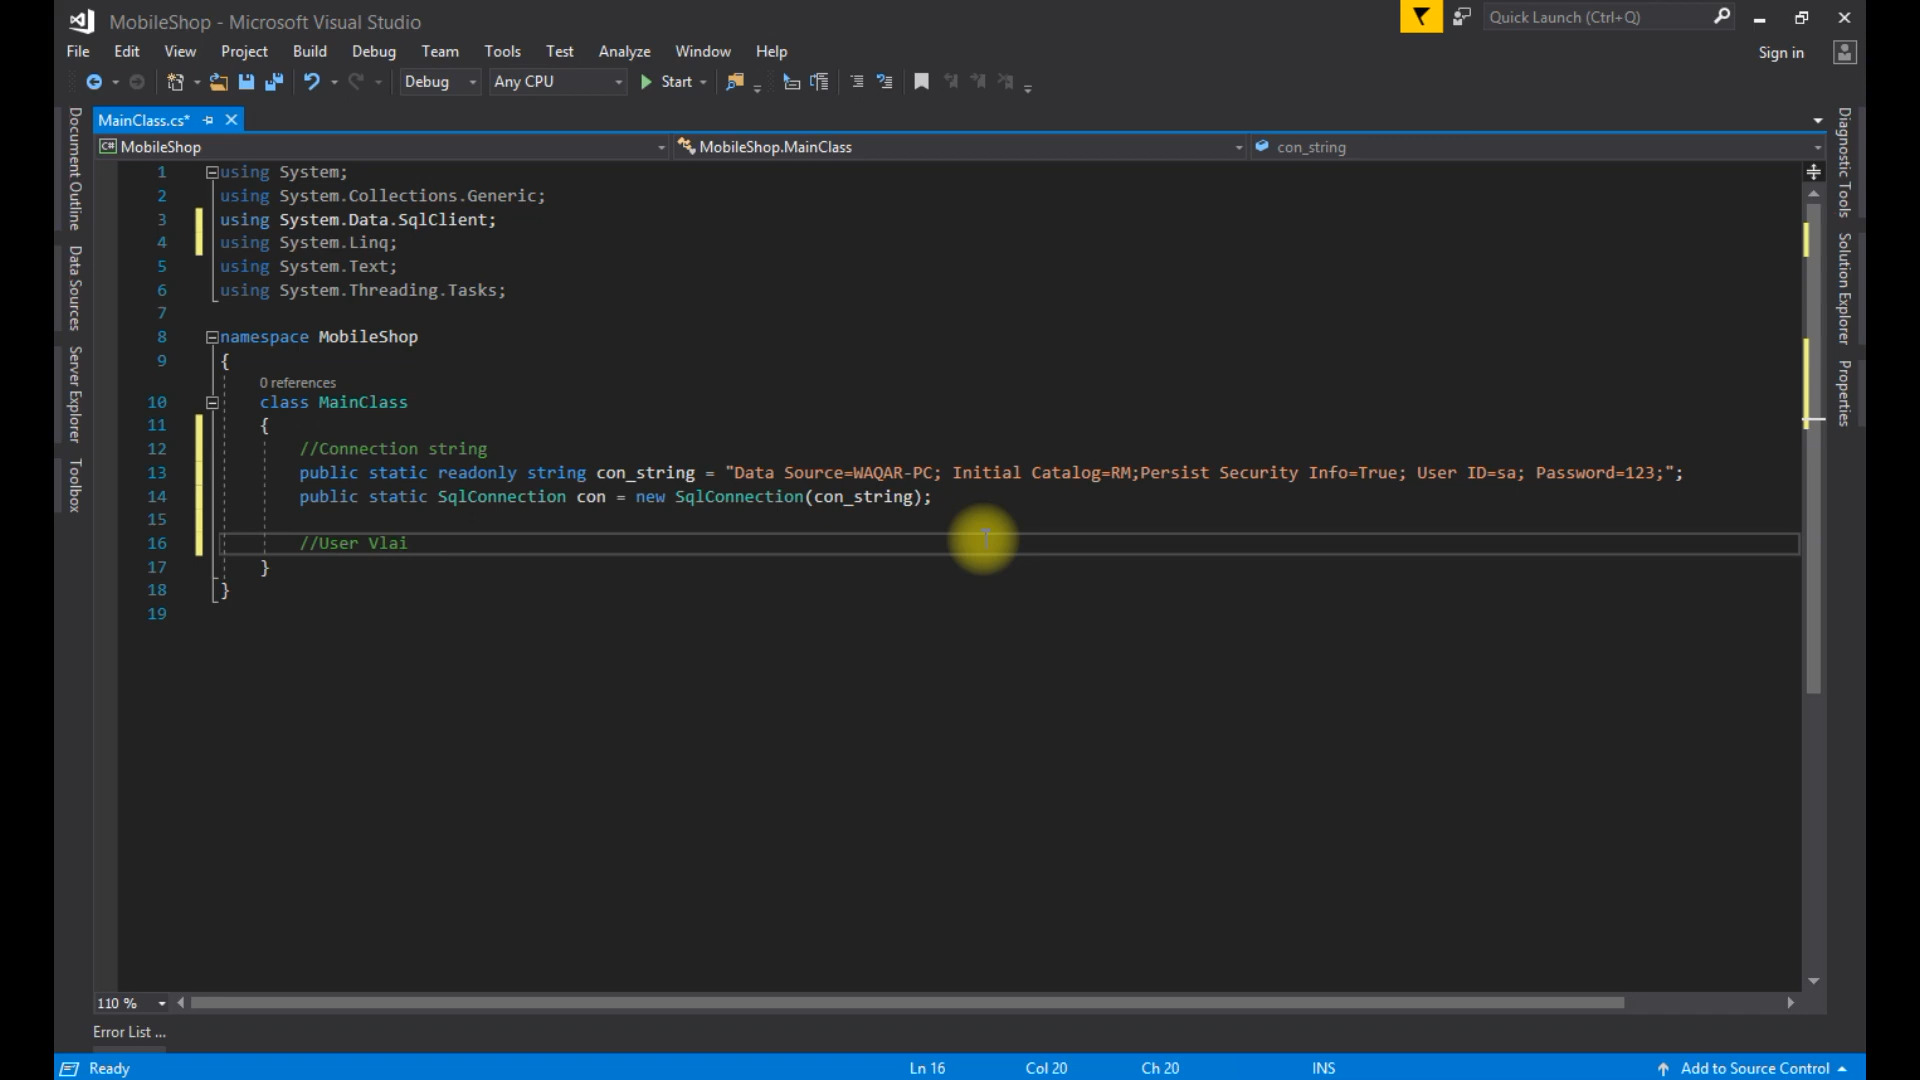 MobileShop - Microsoft Visual Studio
Quick Launch (Ctrl+Q)
File Edit View Project Build Debug Team Tools Test Analyze Window Help
Sign in
Debug Any CPU Start
MainClass.cs*
C# MobileShop MobileShop.MainClass con_string
Document Outline
Data Sources
Server Explorer
Toolbox
1 using System;
2 using System.Collections.Generic;
3 using System.Data.SqlClient;
4 using System.Linq;
5 using System.Text;
6 using System.Threading.Tasks;
7
8 namespace MobileShop
9 {
0 references
10 class MainClass
11 {
12 //Connection string
13 public static readonly string con_string = "Data Source=WAQAR-PC; Initial Catalog=RM;Persist Security Info=True; User ID=sa; Password=123;";
14 public static SqlConnection con = new SqlConnection(con_string);
15
16 //User Vlai
17 }
18 }
19
Diagnostic Tools
Solution Explorer
Properties
110 %
Error List ...
Ready Ln 16 Col 20 Ch 20 INS Add to Source Control